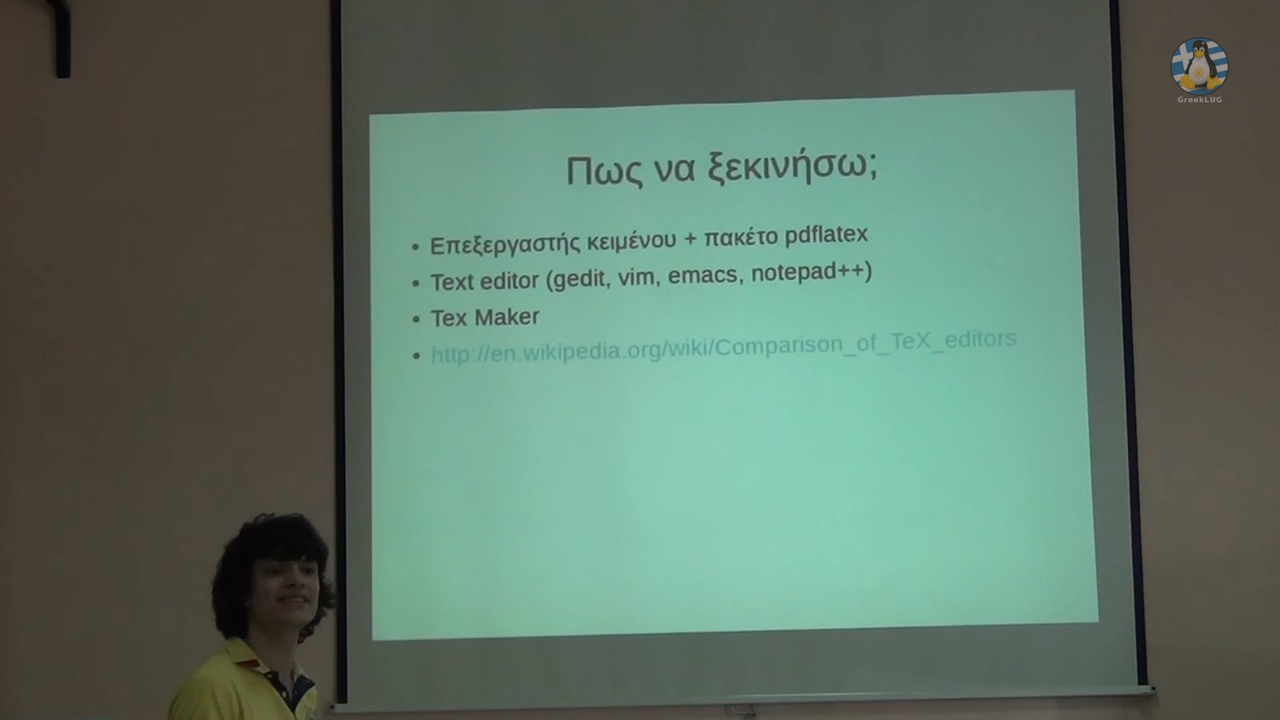 GreekLUG
Πως να ξεκινήσω;
• Επεξεργαστής κειμένου + πακέτο pdflatex
• Text editor (gedit, vim, emacs, notepad++)
• Tex Maker
• http://en.wikipedia.org/wiki/Comparison_of_TeX_editors